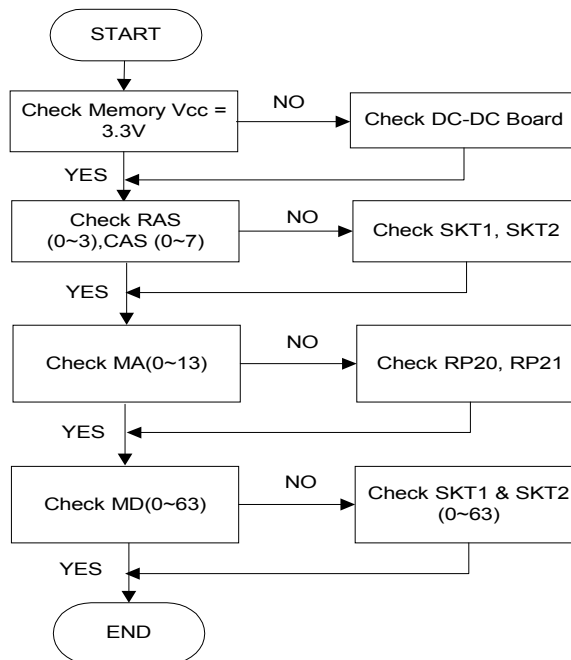 START
Check Memory Vcc =
3.3V
NO
Check DC-DC Board
YES
Check RAS
(0~3),CAS (0~7)
NO
Check SKT1, SKT2
YES
Check MA(0~13)
NO
Check RP20, RP21
YES
Check MD(0~63)
NO
Check SKT1 & SKT2
(0~63)
YES
END